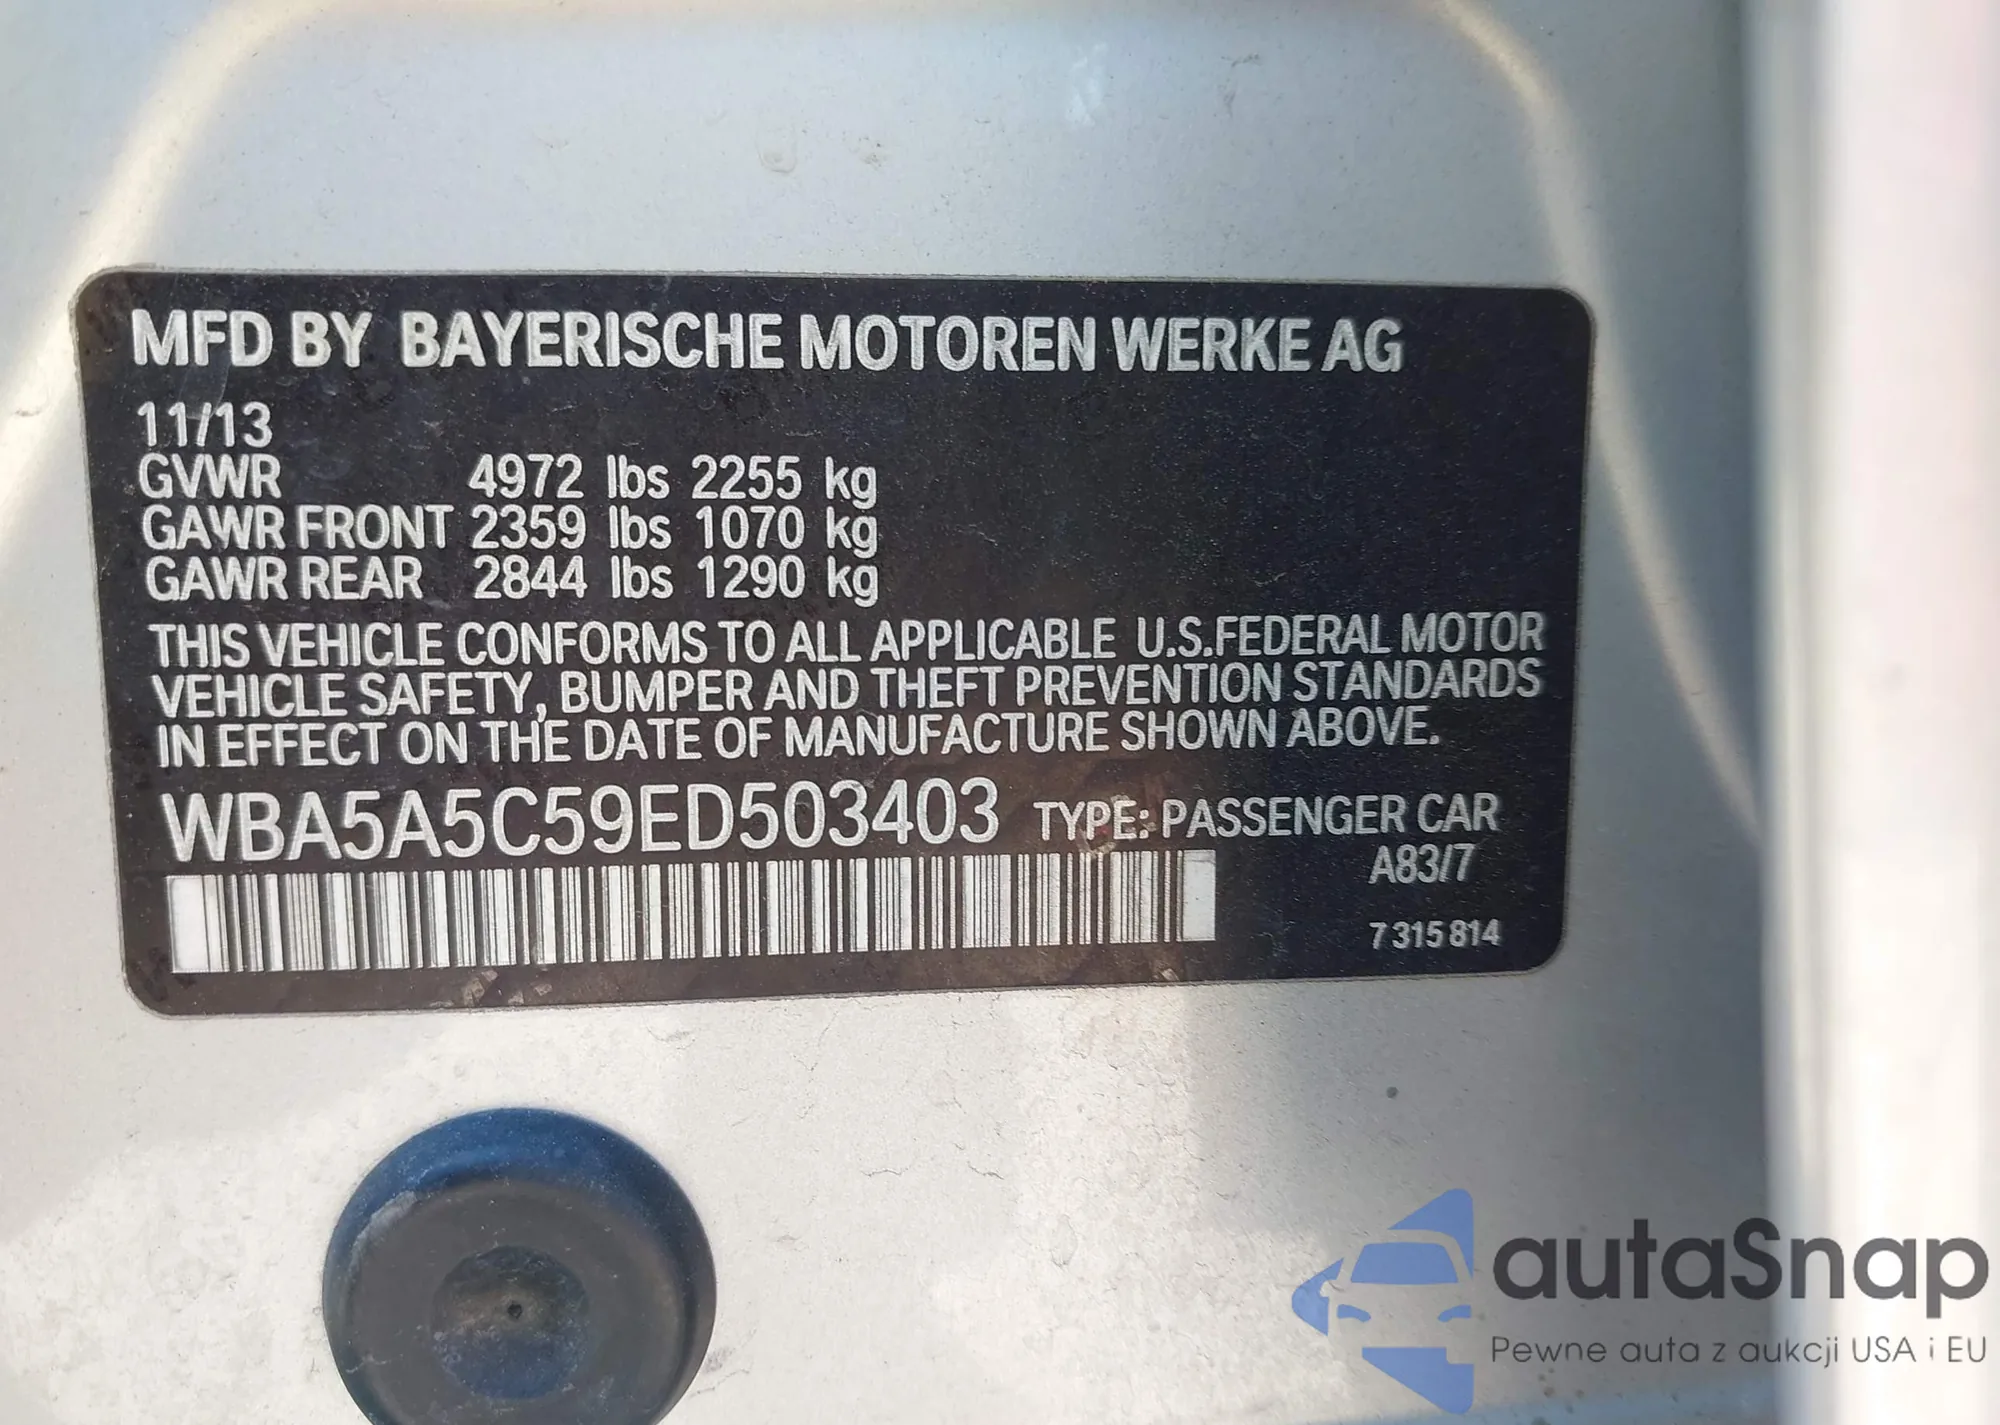 MFD BY BAYERISCHE MOTOREN WERKE AG
11/13
GVWR 4972 lbs 2255 kg
GAWR FRONT 2359 lbs 1070 kg
GAWR REAR 2844 lbs 1290 kg
THIS VEHICLE CONFORMS TO ALL APPLICABLE U.S.FEDERAL MOTOR
VEHICLE SAFETY, BUMPER AND THEFT PREVENTION STANDARDS
IN EFFECT ON THE DATE OF MANUFACTURE SHOWN ABOVE.
WBA5A5C59ED503403 TYPE: PASSENGER CAR
A83/7
7 315 814
autaSnap
Pewne auta z aukcji USA i EU